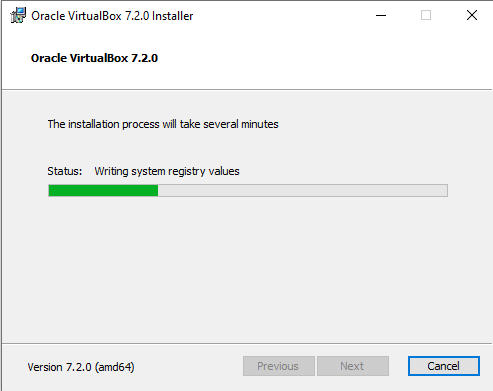 Oracle VirtualBox 7.2.0 Installer
Oracle VirtualBox 7.2.0
The installation process will take several minutes
Status: Writing system registry values
Version 7.2.0 (amd64)
Previous
Next
Cancel